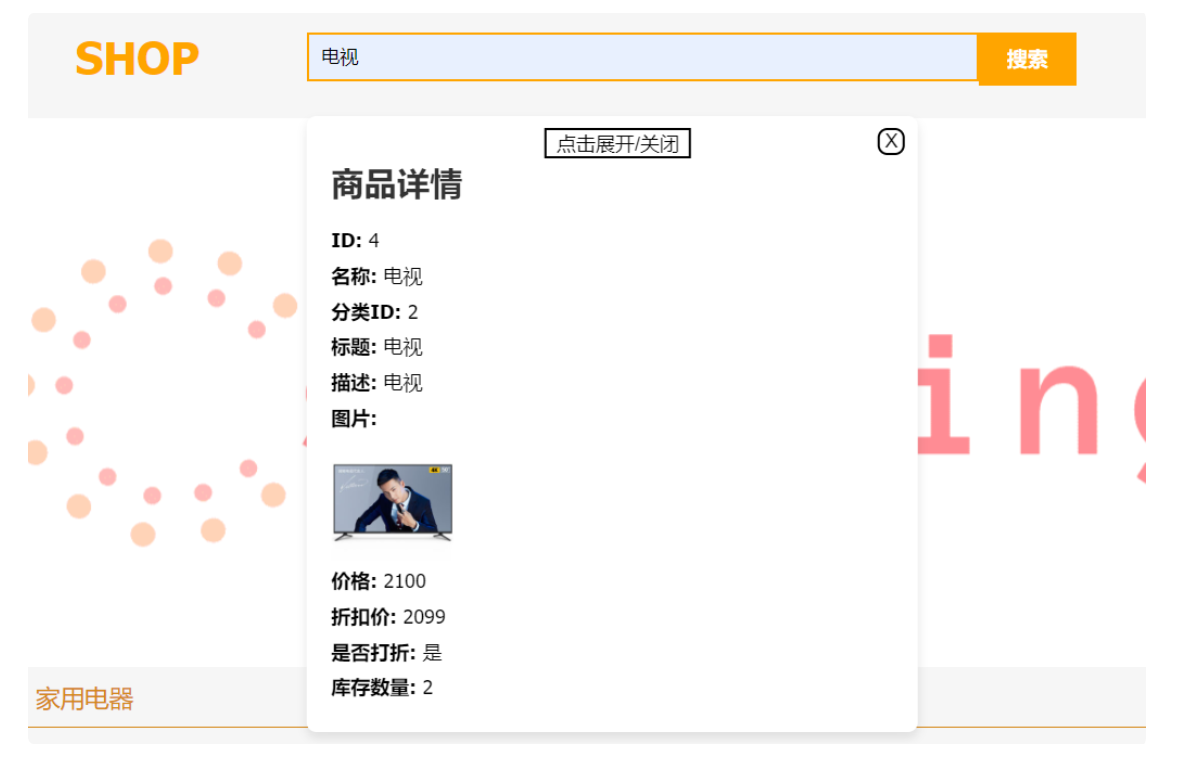 SHOP
电视
搜索
点击展开/关闭
X
商品详情
ID: 4
名称: 电视
分类ID: 2
标题: 电视
描述: 电视
图片:
4K
ing
价格: 2100
折扣价: 2099
是否打折: 是
库存数量: 2
家用电器